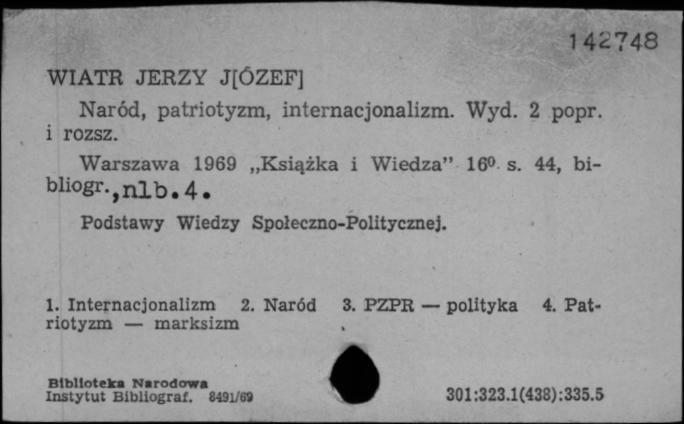 142748
WIATR JERZY J[ÓZEF]
Naród, patriotyzm, internacjonalizm. Wyd. 2 popr.
i rozsz.
Warszawa 1969 „Książka i Wiedza” 16⁰ s. 44, bi-
bliogr.,nlb.4.
Podstawy Wiedzy Społeczno-Politycznej.
1. Internacjonalizm 2. Naród 3. PZPR — polityka 4. Pat-
riotyzm — marksizm
Biblioteka Narodowa
Instytut Bibliograf. 8491/69
301:323.1(438):335.5